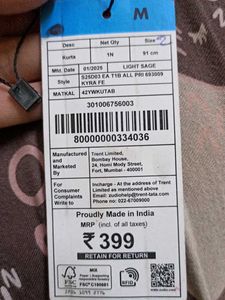 M
Desc Net Qty Size
Kurta 1N 91 cm
Mfd. Date 01/2025 LIGHT SAGE
Style S25D03 EA T1B ALL PRI 693009
KYRA FE
MATKAL 42YWKUTAB
301006756003
80000000334036
Manufactured
and Marketed
By
Trent Limited,
Bombay House,
24, Homi Mody Street,
Fort, Mumbai - 400001
For
Consumer
Complaints
Write to
Incharge - At the address of Trent
Limited as mentioned above.
Email: zudiohelp@trent-tata.com
Phone no: 022-67009000
Proudly Made in India
MRP (incl. of all taxes)
₹ 399
RETAIN FOR RETURN
FSC
MIX
www.zudio.com